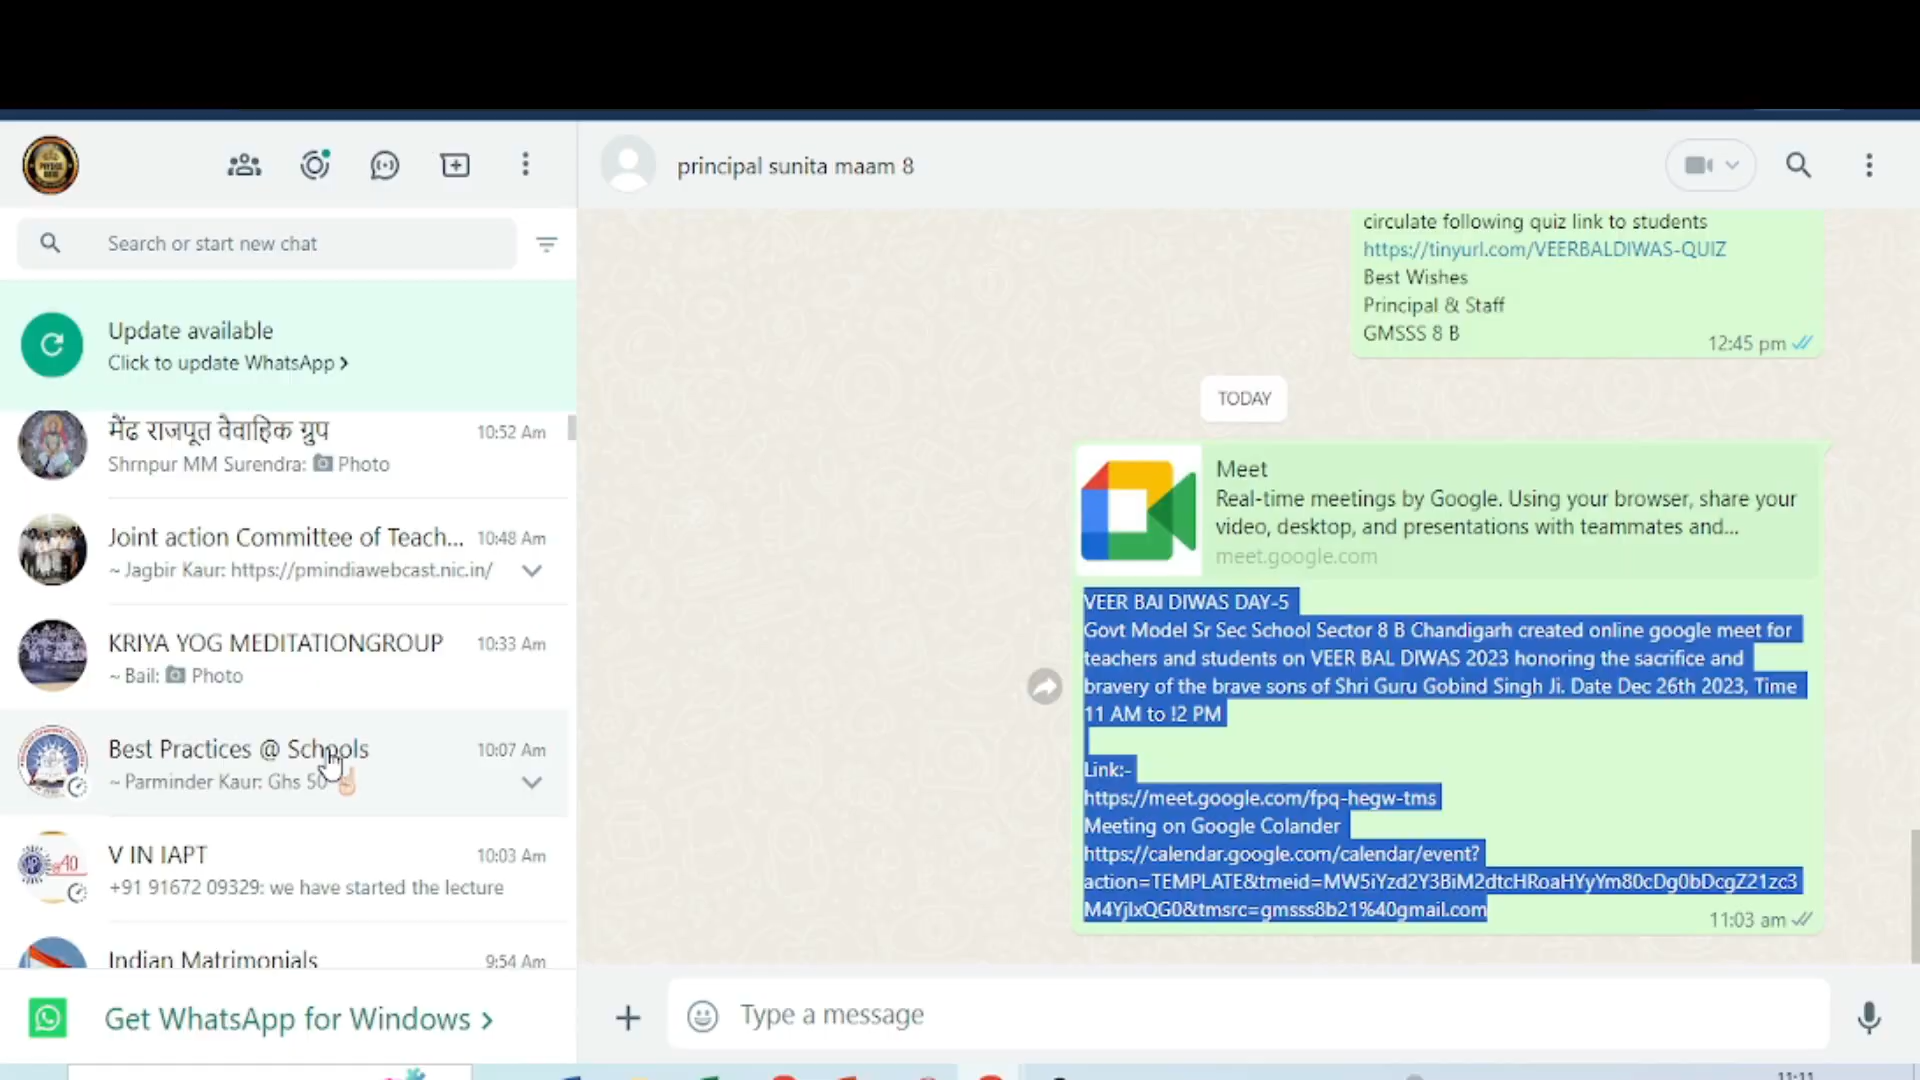 principal sunita maam 8
Search or start new chat
Update available
Click to update WhatsApp
मेंढ राजपूत वैवाहिक ग्रुप
10:52 Am
Shrnpur MM Surendra: Photo
Joint action Committee of Teach...
10:48 Am
~ Jagbir Kaur: https://pmindiawebcast.nic.in/
KRIYA YOG MEDITATIONGROUP
10:33 Am
~ Bail: Photo
Best Practices @ Schools
10:07 Am
~ Parminder Kaur: Ghs 50
V IN IAPT
10:03 Am
+91 91672 09329: we have started the lecture
Indian Matrimonials
9:54 Am
Get WhatsApp for Windows
circulate following quiz link to students
https://tinyurl.com/VEERBALDIWAS-QUIZ
Best Wishes
Principal & Staff
GMSSS 8 B
12:45 pm
TODAY
Meet
Real-time meetings by Google. Using your browser, share your
video, desktop, and presentations with teammates and...
meet.google.com
VEER BAl DIWAS DAY-5
Govt Model Sr Sec School Sector 8 B Chandigarh created online google meet for
teachers and students on VEER BAL DIWAS 2023 honoring the sacrifice and
bravery of the brave sons of Shri Guru Gobind Singh Ji. Date Dec 26th 2023, Time
11 AM to !2 PM
Link:-
https://meet.google.com/fpq-hegw-tms
Meeting on Google Colander
https://calendar.google.com/calendar/event?
action=TEMPLATE&tmeid=MW5iYzd2Y3BiM2dtcHRoaHYyYm80cDg0bDcgZ21zc3
M4YjIxQG0&tmsrc=gmsss8b21%40gmail.com
11:03 am
Type a message
11:11